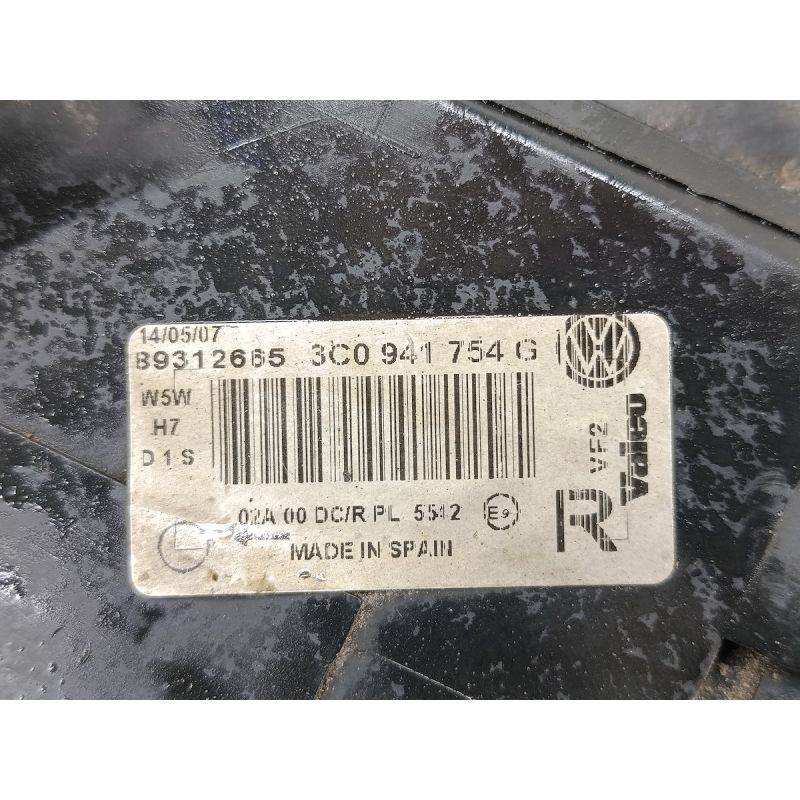 14/05/07
89312665 3C0 941 754 G
W5W
H7
D1S
VF2
Valeo
R
02A 00 DC/R PL 5542 E9
MADE IN SPAIN